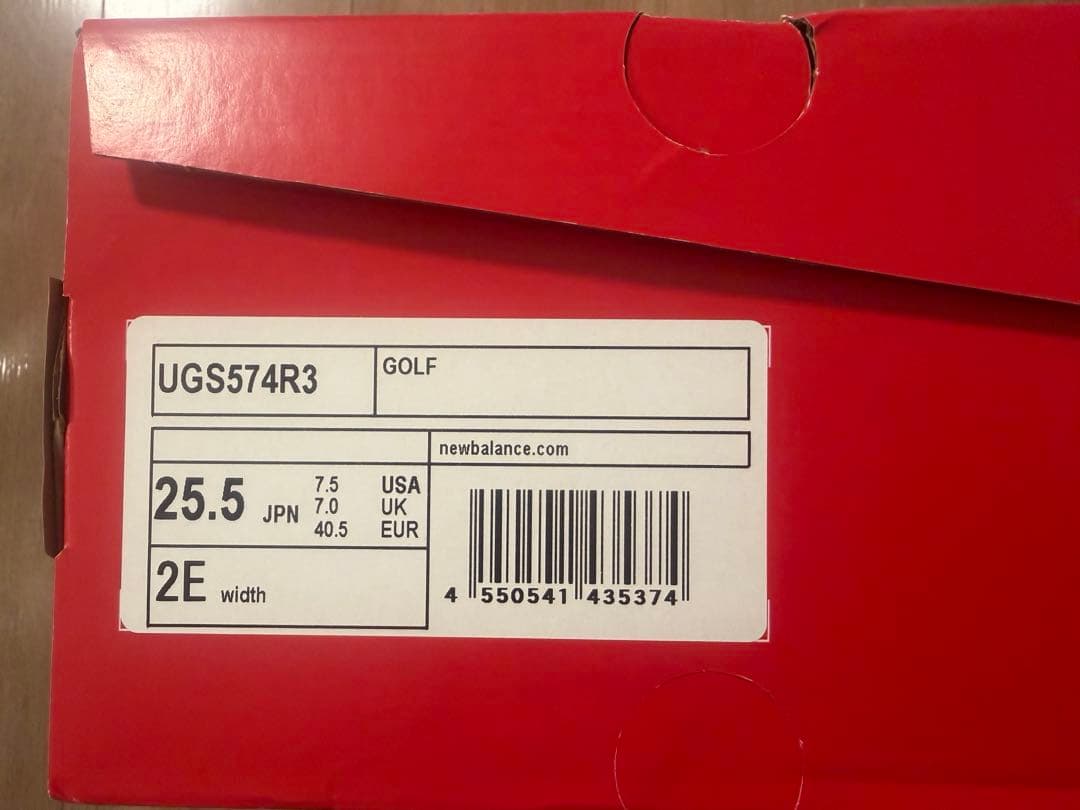 UGS574R3
GOLF
newbalance.com
25.5 JPN
7.5 USA
7.0 UK
40.5 EUR
2E width
4 550541 435374